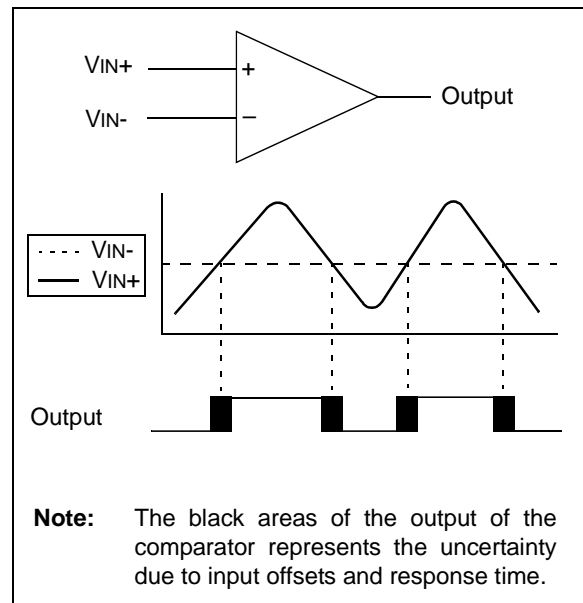 VIN+
+
Output
VIN-
−
VIN-
VIN+
Output
Note: The black areas of the output of the
comparator represents the uncertainty
due to input offsets and response time.